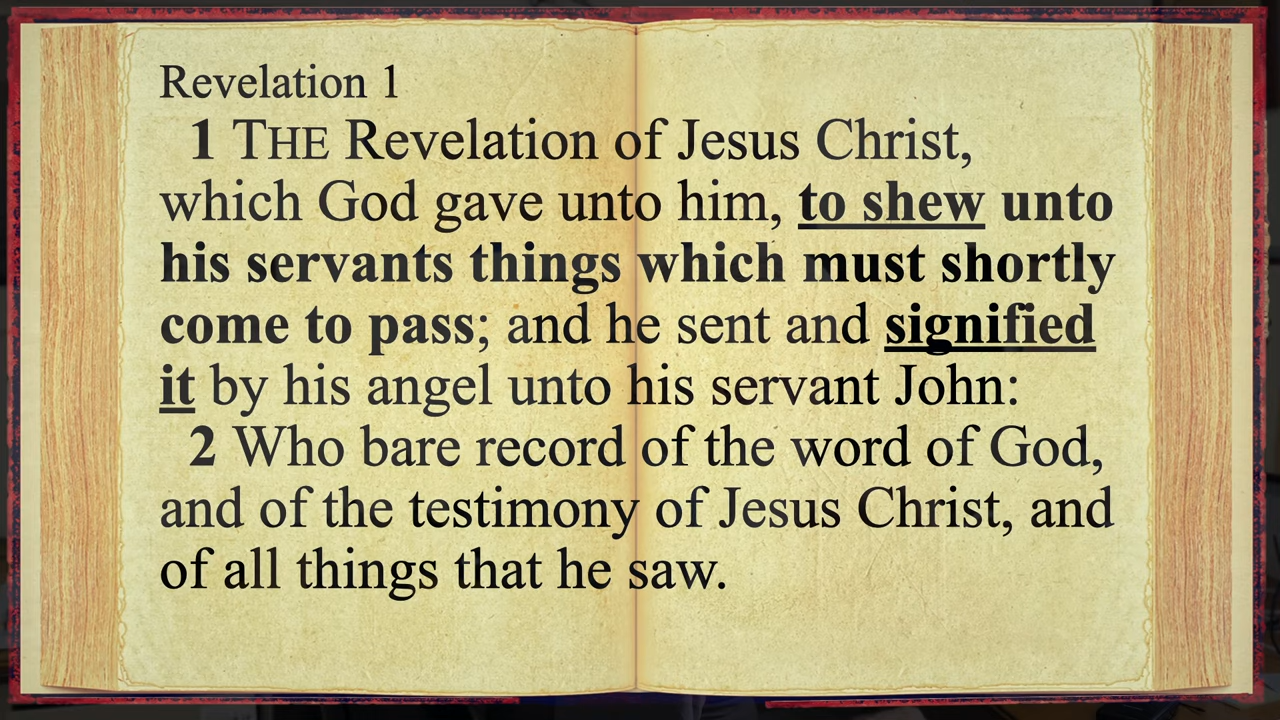 Revelation 1
1 THE Revelation of Jesus Christ,
which God gave unto him, to shew unto
his servants things which must shortly
come to pass; and he sent and signified
it by his angel unto his servant John:
2 Who bare record of the word of God,
and of the testimony of Jesus Christ, and
of all things that he saw.